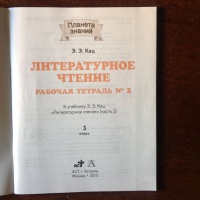 Планета
знаний
Э. Э. Кац
ЛИТЕРАТУРНОЕ
ЧТЕНИЕ
РАБОЧАЯ ТЕТРАДЬ № 2
К учебнику Э. Э. Кац
«Литературное чтение» (часть 2)
3
класс
АСТ • Астрель
Москва